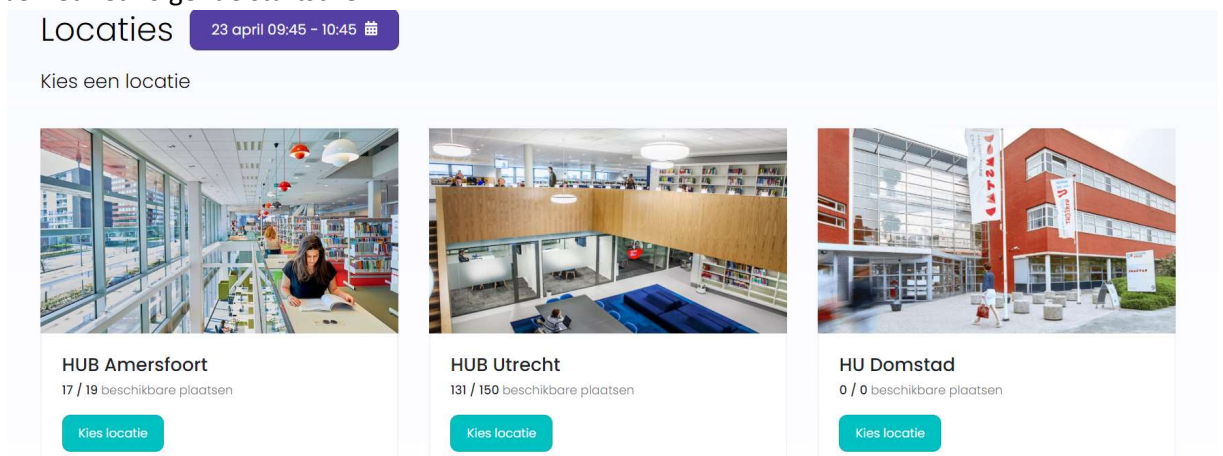 Locaties
23 april 09:45 - 10:45
Kies een locatie
HUB Amersfoort
17 / 19 beschikbare plaatsen
Kies locatie
HUB Utrecht
131 / 150 beschikbare plaatsen
Kies locatie
HU Domstad
0 / 0 beschikbare plaatsen
Kies locatie